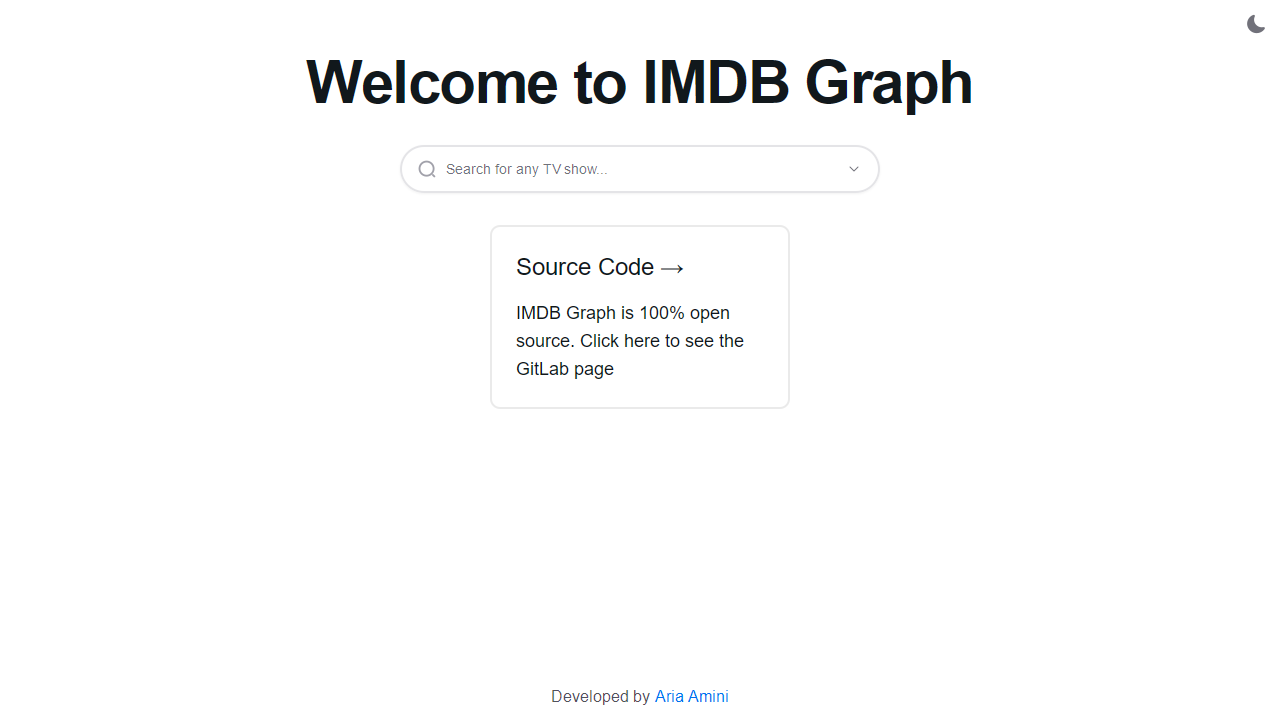 Welcome to IMDB Graph
Search for any TV show...
Source Code →
IMDB Graph is 100% open
source. Click here to see the
GitLab page
Developed by Aria Amini